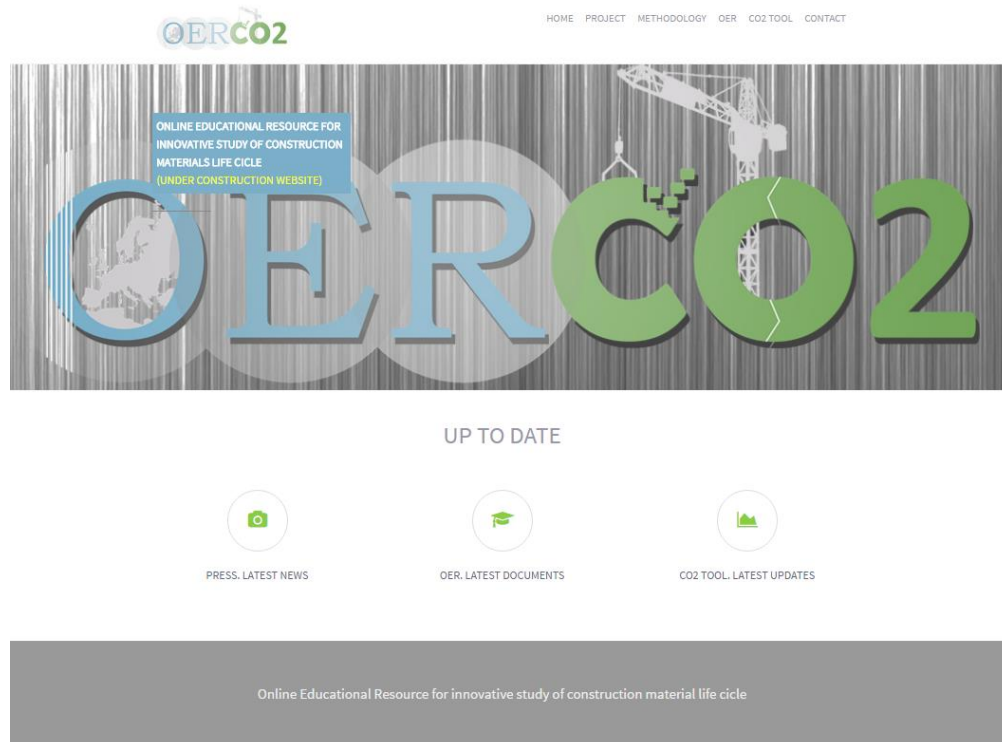 OERCO2
HOME PROJECT METHODOLOGY OER CO2 TOOL CONTACT
ONLINE EDUCATIONAL RESOURCE FOR
INNOVATIVE STUDY OF CONSTRUCTION
MATERIALS LIFE CICLE
(UNDER CONSTRUCTION WEBSITE)
OERCO2
UP TO DATE
PRESS. LATEST NEWS
OER. LATEST DOCUMENTS
CO2 TOOL. LATEST UPDATES
Online Educational Resource for innovative study of construction material life cicle